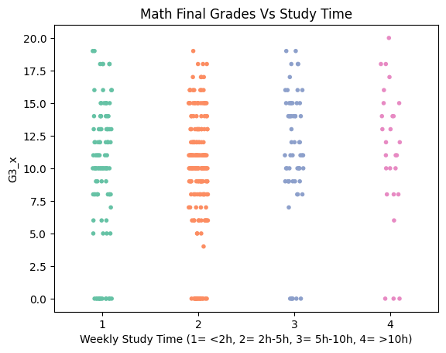 Math Final Grades Vs Study Time
20.0
17.5
15.0
12.5
10.0
7.5
5.0
2.5
0.0
G3_x
1 2 3 4
Weekly Study Time (1= <2h, 2= 2h-5h, 3= 5h-10h, 4= >10h)